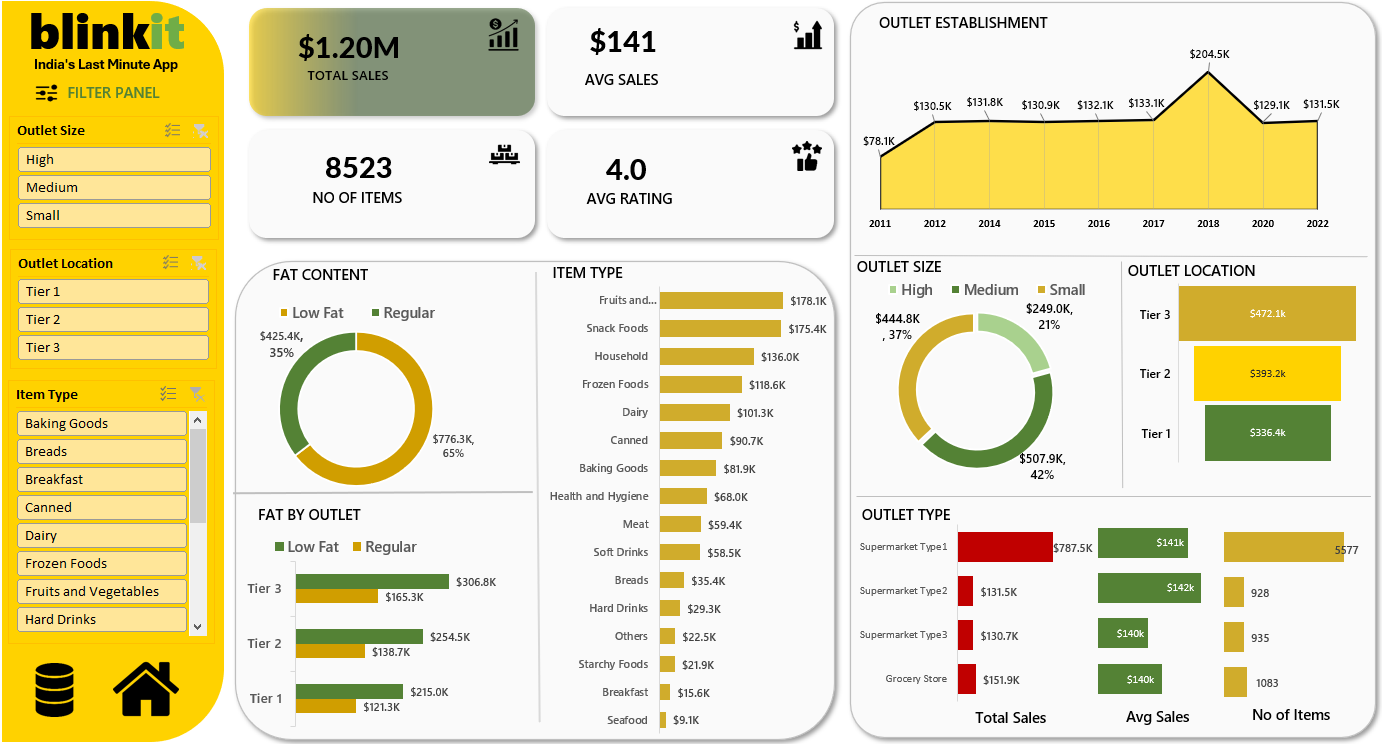 blinkit
India's Last Minute App
FILTER PANEL
Outlet Size
High
Medium
Small
Outlet Location
Tier 1
Tier 2
Tier 3
Item Type
Baking Goods
Breads
Breakfast
Canned
Dairy
Frozen Foods
Fruits and Vegetables
Hard Drinks
$1.20M
TOTAL SALES
$
$141
AVG SALES
$
8523
NO OF ITEMS
4.0
AVG RATING
FAT CONTENT
Low Fat Regular
$425.4K,
35%
$776.3K,
65%
FAT BY OUTLET
Low Fat Regular
Tier 3 $306.8K
$165.3K
Tier 2 $254.5K
$138.7K
Tier 1 $215.0K
$121.3K
ITEM TYPE
Fruits and... $178.1K
Snack Foods $175.4K
Household $136.0K
Frozen Foods $118.6K
Dairy $101.3K
Canned $90.7K
Baking Goods $81.9K
Health and Hygiene $68.0K
Meat $59.4K
Soft Drinks $58.5K
Breads $35.4K
Hard Drinks $29.3K
Others $22.5K
Starchy Foods $21.9K
Breakfast $15.6K
Seafood $9.1K
OUTLET ESTABLISHMENT
$78.1K $130.5K $131.8K $130.9K $132.1K $133.1K $204.5K $129.1K $131.5K
2011 2012 2014 2015 2016 2017 2018 2020 2022
OUTLET SIZE
High Medium Small
$444.8K
, 37%
$249.0K,
21%
$507.9K,
42%
OUTLET LOCATION
Tier 3 $472.1k
Tier 2 $393.2k
Tier 1 $336.4k
OUTLET TYPE
Supermarket Type1 $787.5K $141k 5577
Supermarket Type2 $131.5K $142k 928
Supermarket Type3 $130.7K $140k 935
Grocery Store $151.9K $140k 1083
Total Sales Avg Sales No of Items